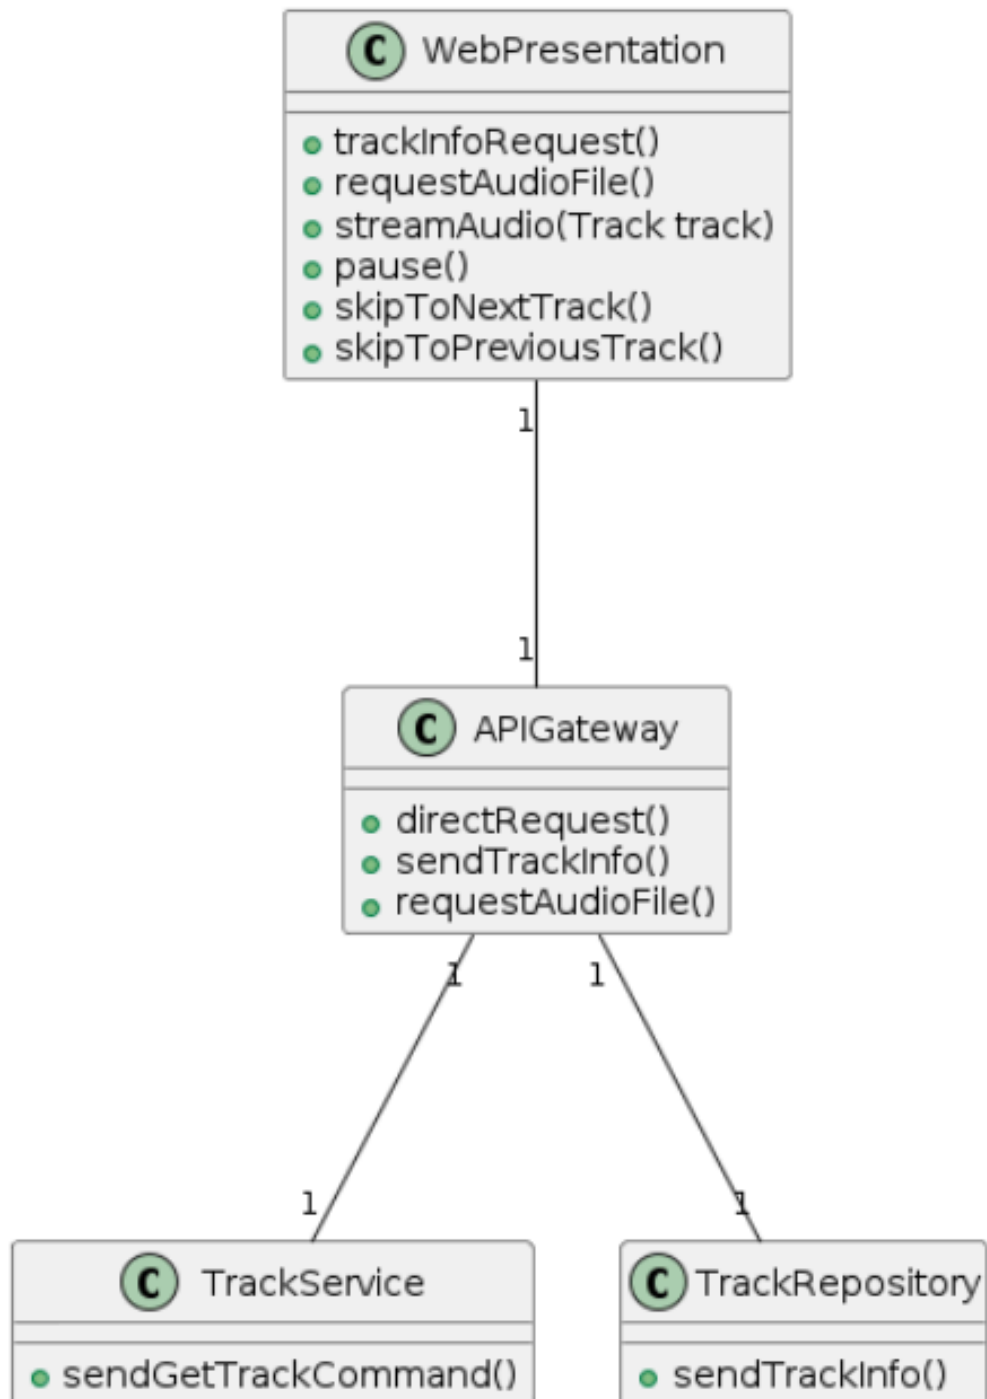 C WebPresentation
trackInfoRequest()
requestAudioFile()
streamAudio(Track track)
pause()
skipToNextTrack()
skipToPreviousTrack()
1
1
C APIGateway
directRequest()
sendTrackInfo()
requestAudioFile()
1 1
1 1
C TrackService
sendGetTrackCommand()
C TrackRepository
sendTrackInfo()